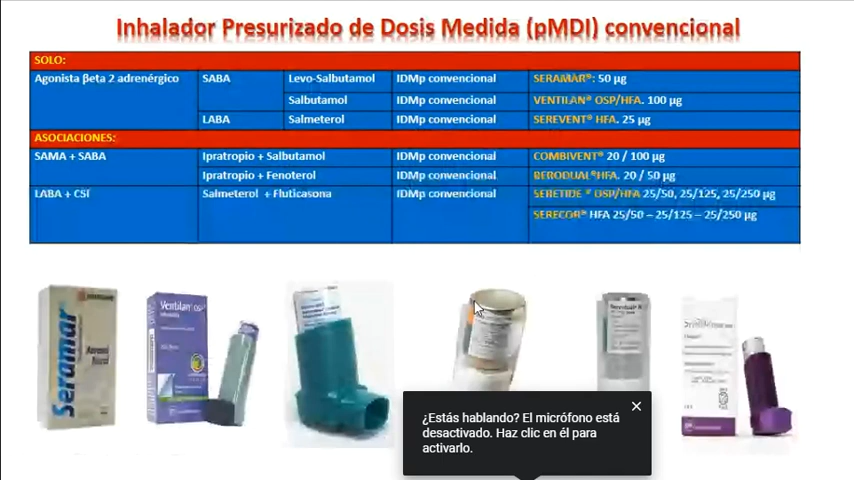 Inhalador Presurizado de Dosis Medida (pMDI) convencional
SOLO:
Agonista βeta 2 adrenérgico SABA Levo-Salbutamol IDMp convencional SERAMAR®: 50 µg
Salbutamol IDMp convencional VENTILAN® OSP/HFA. 100 µg
LABA Salmeterol IDMp convencional SEREVENT® HFA. 25 µg
ASOCIACIONES:
SAMA + SABA Ipratropio + Salbutamol IDMp convencional COMBIVENT® 20 / 100 µg
Ipratropio + Fenoterol IDMp convencional BERODUAL®HFA. 20 / 50 µg
LABA + CSI Salmeterol + Fluticasona IDMp convencional SERETIDE ® OSP/HFA 25/50, 25/125, 25/250 µg
SERECOR® HFA 25/50 – 25/125 – 25/250 µg
Seramar
Ventilan
¿Estás hablando? El micrófono está
desactivado. Haz clic en él para
activarlo.